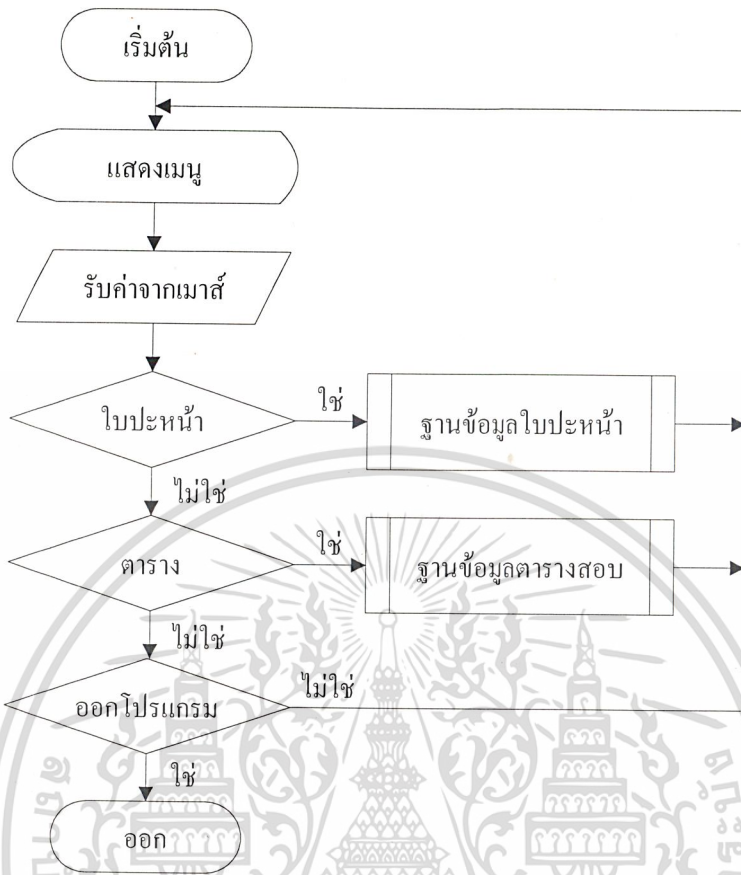 เริ่มต้น
แสดงเมนู
รับค่าจากเมาส์
ใบปะหน้า
ใช่
ฐานข้อมูลใบปะหน้า
ไม่ใช่
ตาราง
ใช่
ฐานข้อมูลตารางสอบ
ไม่ใช่
ออกโปรแกรม
ไม่ใช่
ใช่
ออก